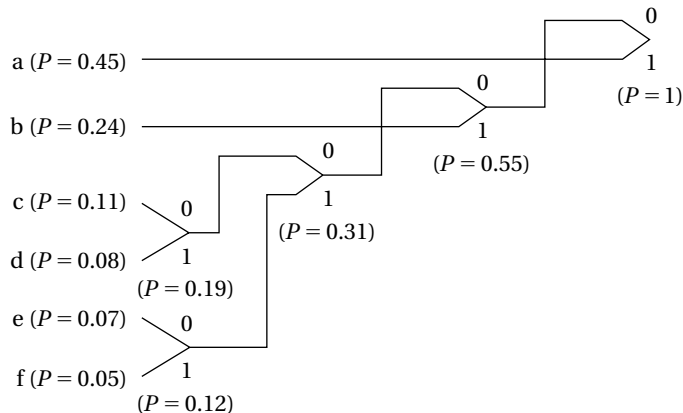 0
a (P = 0.45)
1
(P = 1)
0
b (P = 0.24)
1
(P = 0.55)
0
c (P = 0.11)
0
1
(P = 0.31)
d (P = 0.08)
1
(P = 0.19)
e (P = 0.07)
0
f (P = 0.05)
1
(P = 0.12)